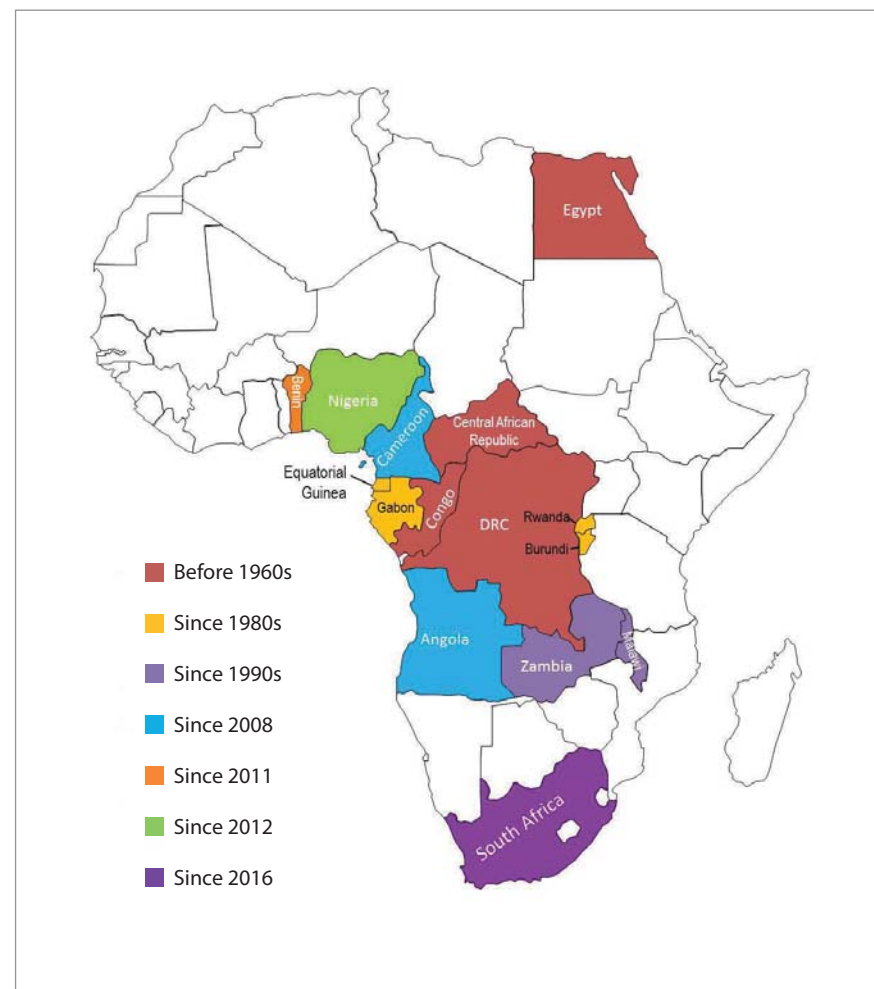 Egypt
Benin
Nigeria
Cameroon
Central African
Republic
Equatorial
Guinea
Gabon
Congo
DRC
Rwanda
Burundi
Before 1960s
Since 1980s
Since 1990s
Since 2008
Since 2011
Since 2012
Since 2016
Angola
Zambia
Malawi
South Africa